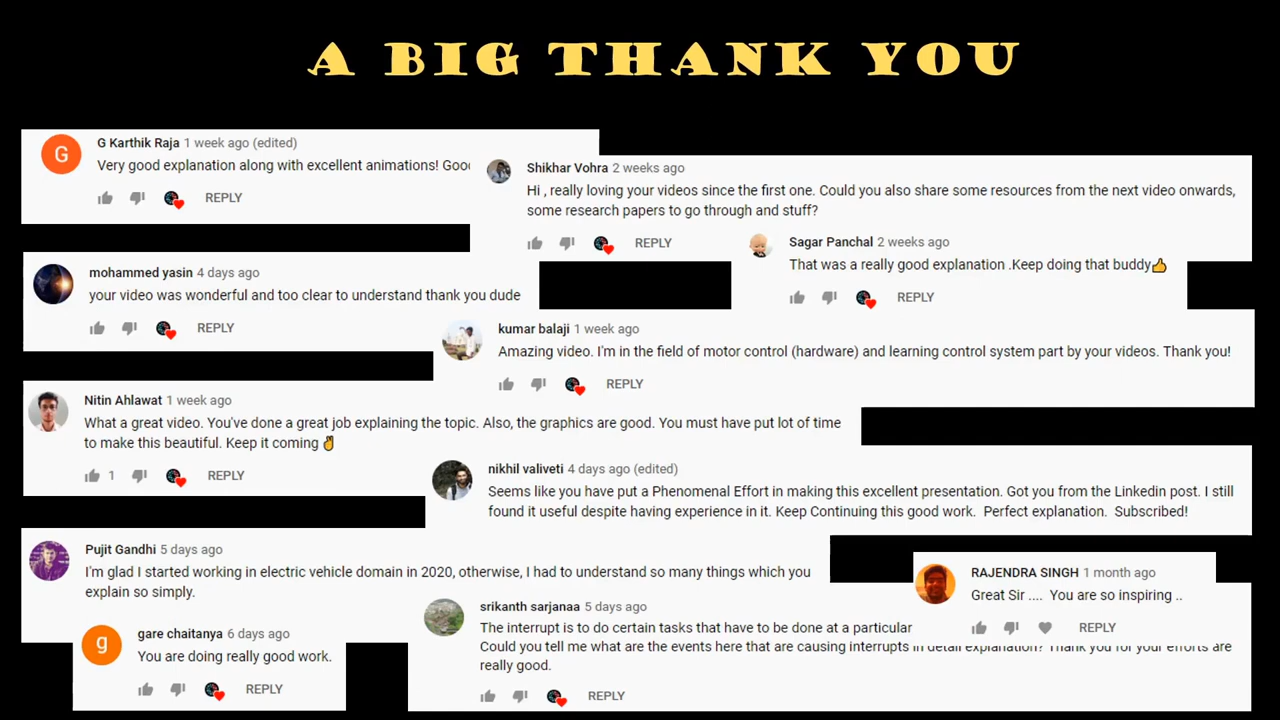 A BIG THANK YOU
G Karthik Raja 1 week ago (edited)
Very good explanation along with excellent animations!
REPLY
Shikhar Vohra 2 weeks ago
Hi , really loving your videos since the first one. Could you also share some resources from the next video onwards,
some research papers to go through and stuff?
REPLY
Sagar Panchal 2 weeks ago
That was a really good explanation .Keep doing that buddy👍
REPLY
mohammed yasin 4 days ago
your video was wonderful and too clear to understand thank you dude
REPLY
kumar balaji 1 week ago
Amazing video. I'm in the field of motor control (hardware) and learning control system part by your videos. Thank you!
REPLY
Nitin Ahlawat 1 week ago
What a great video. You've done a great job explaining the topic. Also, the graphics are good. You must have put lot of time
to make this beautiful. Keep it coming ✌
1 REPLY
nikhil valiveti 4 days ago (edited)
Seems like you have put a Phenomenal Effort in making this excellent presentation. Got you from the Linkedin post. I still
found it useful despite having experience in it. Keep Continuing this good work. Perfect explanation. Subscribed!
Pujit Gandhi 5 days ago
I'm glad I started working in electric vehicle domain in 2020, otherwise, I had to understand so many things which you
explain so simply.
RAJENDRA SINGH 1 month ago
Great Sir .... You are so inspiring ..
REPLY
srikanth sarjanaa 5 days ago
The interrupt is to do certain tasks that have to be done at a particular
Could you tell me what are the events here that are causing interrupts in detail explanation? Thank you for your efforts are
really good.
REPLY
gare chaitanya 6 days ago
You are doing really good work.
REPLY
G
g